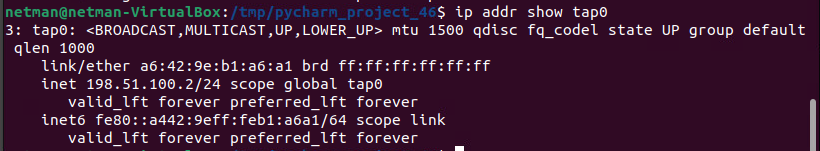 netman@netman-VirtualBox:/tmp/pycharm_project_46$ ip addr show tap0
3: tap0: <BROADCAST,MULTICAST,UP,LOWER_UP> mtu 1500 qdisc fq_codel state UP group default
qlen 1000
    link/ether a6:42:9e:b1:a6:a1 brd ff:ff:ff:ff:ff:ff
    inet 198.51.100.2/24 scope global tap0
       valid_lft forever preferred_lft forever
    inet6 fe80::a442:9eff:feb1:a6a1/64 scope link
       valid_lft forever preferred_lft forever